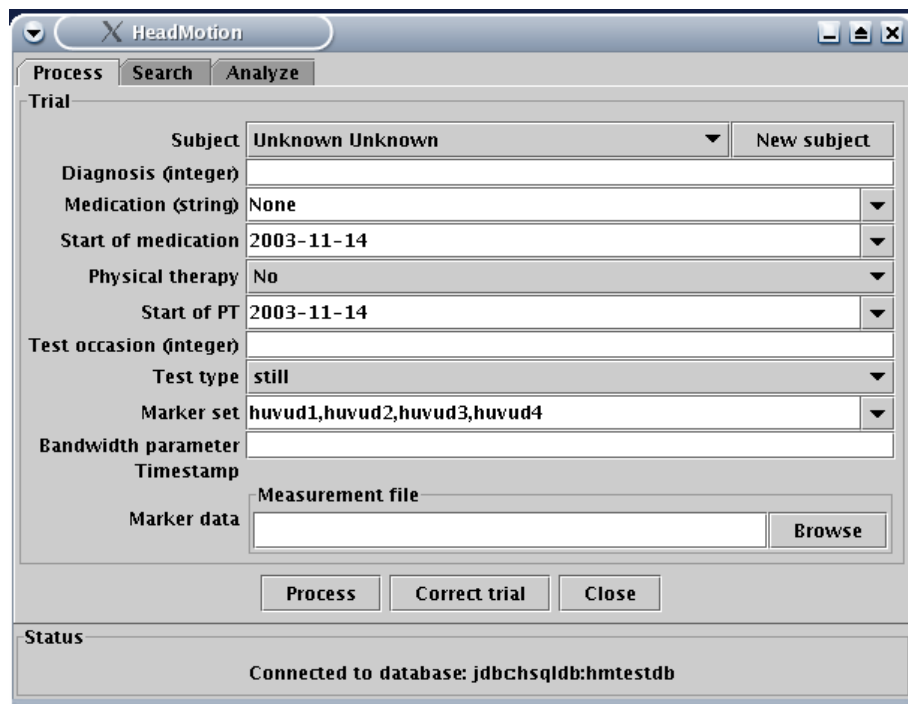 HeadMotion
Process Search Analyze
Trial
Subject Unknown Unknown New subject
Diagnosis (integer)
Medication (string) None
Start of medication 2003-11-14
Physical therapy No
Start of PT 2003-11-14
Test occasion (integer)
Test type still
Marker set huvud1,huvud2,huvud3,huvud4
Bandwidth parameter
Timestamp
Measurement file
Marker data Browse
Process Correct trial Close
Status
Connected to database: jdbc:hsqldb:hmtestdb